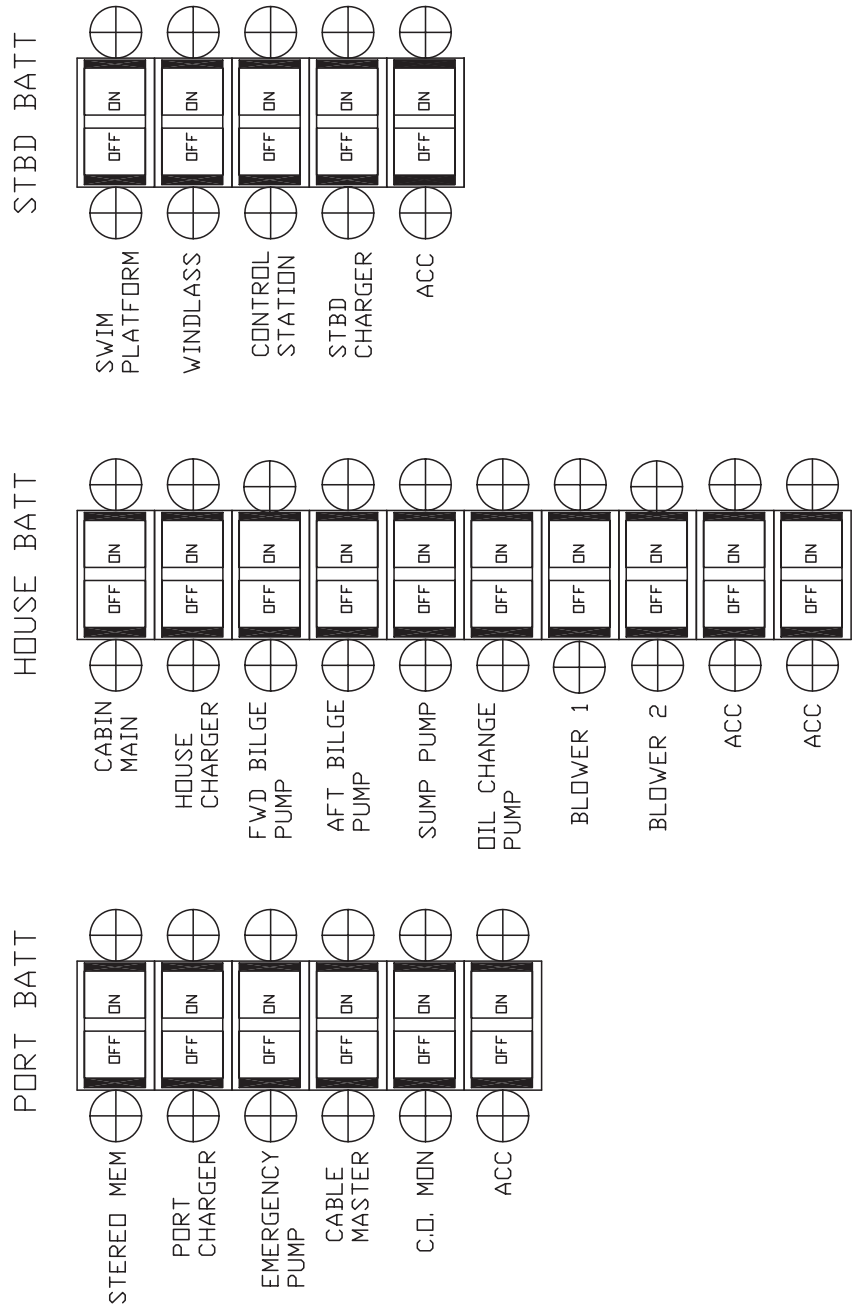 PORT BATT
STEREO MEM
OFF ON
PORT
CHARGER
OFF ON
EMERGENCY
PUMP
OFF ON
CABLE
MASTER
OFF ON
C.O. MON
OFF ON
ACC
OFF ON
HOUSE BATT
CABIN
MAIN
OFF ON
HOUSE
CHARGER
OFF ON
FWD BILGE
PUMP
OFF ON
AFT BILGE
PUMP
OFF ON
SUMP PUMP
OFF ON
OIL CHANGE
PUMP
OFF ON
BLOWER 1
OFF ON
BLOWER 2
OFF ON
ACC
OFF ON
ACC
OFF ON
STBD BATT
SWIM
PLATFORM
OFF ON
WINDLASS
OFF ON
CONTROL
STATION
OFF ON
STBD
CHARGER
OFF ON
ACC
OFF ON